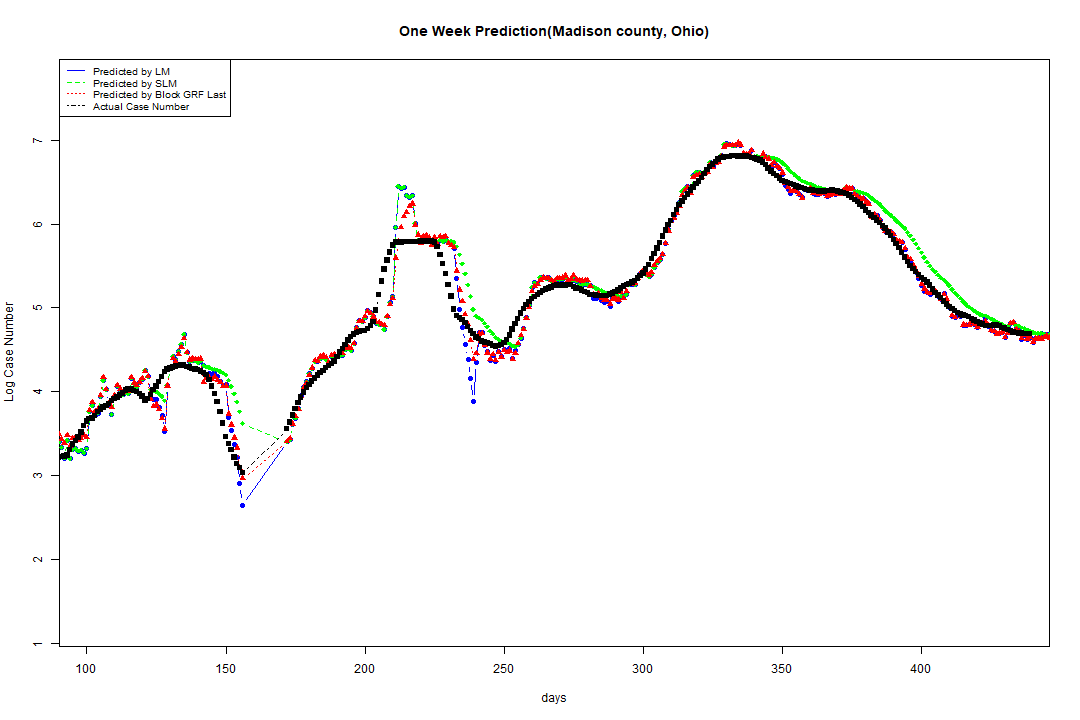 One Week Prediction(Madison county, Ohio)
Predicted by LM
Predicted by SLM
Predicted by Block GRF Last
Actual Case Number
7
6
5
4
3
2
1
Log Case Number
100 150 200 250 300 350 400
days